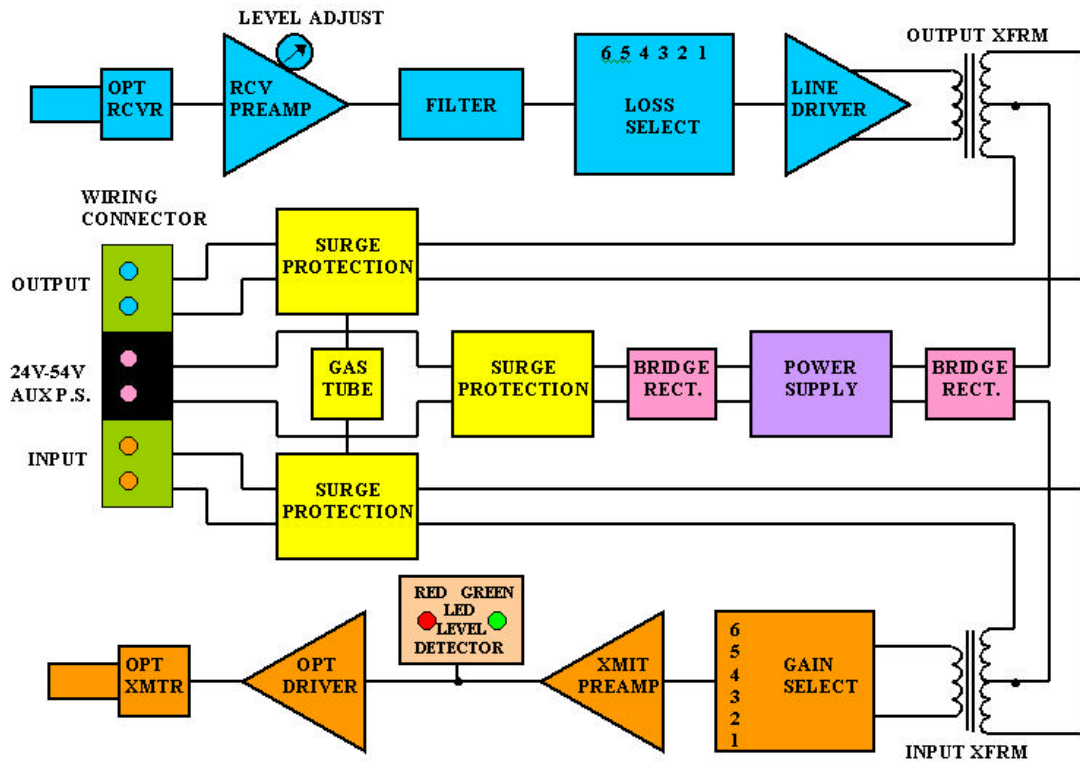 LEVEL ADJUST
OUTPUT XFRM
OPT
RCVR
RCV
PREAMP
FILTER
6 5 4 3 2 1
LOSS
SELECT
LINE
DRIVER
WIRING
CONNECTOR
OUTPUT
24V-54V
AUX P.S.
INPUT
SURGE
PROTECTION
GAS
TUBE
SURGE
PROTECTION
BRIDGE
RECT.
POWER
SUPPLY
BRIDGE
RECT.
SURGE
PROTECTION
OPT
XMTR
OPT
DRIVER
RED GREEN
LED
LEVEL
DETECTOR
XMIT
PREAMP
6
5
4
3
2
1
GAIN
SELECT
INPUT XFRM